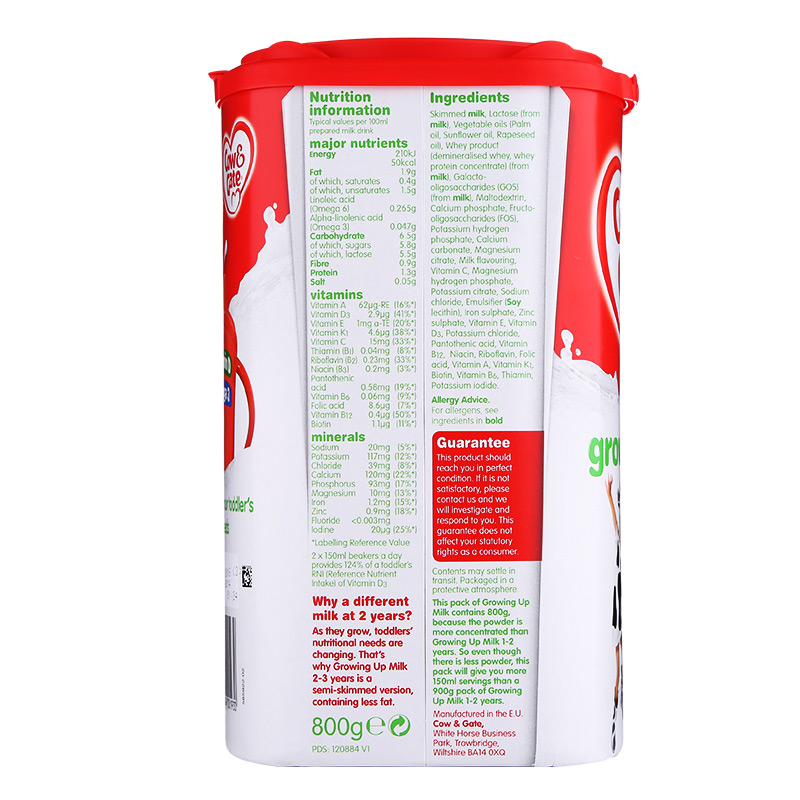 Cow&
Gate
Nutrition
information
Typical values per 100ml
prepared milk drink
major nutrients
Energy 210kJ
50kcal
Fat 1.9g
of which, saturates 0.4g
of which, unsaturates 1.5g
Linoleic acid
(Omega 6) 0.265g
Alpha-linolenic acid
(Omega 3) 0.047g
Carbohydrate 6.5g
of which, sugars 5.8g
of which, lactose 5.5g
Fibre 0.9g
Protein 1.3g
Salt 0.05g
vitamins
Vitamin A 62µg-RE (16%*)
Vitamin D3 2.9µg (41%*)
Vitamin E 1mg α-TE (20%*)
Vitamin K1 4.6µg (38%*)
Vitamin C 15mg (33%*)
Thiamin (B1) 0.04mg (8%*)
Riboflavin (B2) 0.23mg (33%*)
Niacin (B3) 0.2mg (3%*)
Pantothenic
acid 0.58mg (19%*)
Vitamin B6 0.06mg (9%*)
Folic acid 8.6µg (7%*)
Vitamin B12 0.4µg (50%*)
Biotin 1.1µg (11%*)
minerals
Sodium 20mg (5%*)
Potassium 117mg (12%*)
Chloride 39mg (8%*)
Calcium 120mg (22%*)
Phosphorus 93mg (17%*)
Magnesium 10mg (13%*)
Iron 1.2mg (15%*)
Zinc 0.9mg (18%*)
Fluoride <0.003mg
Iodine 20µg (25%*)
*Labelling Reference Value
2 x 150ml beakers a day
provides 124% of a toddler's
RNI (Reference Nutrient
Intake) of Vitamin D3
Why a different
milk at 2 years?
As they grow, toddlers'
nutritional needs are
changing. That's
why Growing Up Milk
2-3 years is a
semi-skimmed version,
containing less fat.
800g e
PDS: 120884 V1
Ingredients
Skimmed milk, Lactose (from
milk), Vegetable oils (Palm
oil, Sunflower oil, Rapeseed
oil), Whey product
(demineralised whey, whey
protein concentrate) (from
milk), Galacto-
oligosaccharides (GOS)
(from milk), Maltodextrin,
Calcium phosphate, Fructo-
oligosaccharides (FOS),
Potassium hydrogen
phosphate, Calcium
carbonate, Magnesium
citrate, Milk flavouring,
Vitamin C, Magnesium
hydrogen phosphate,
Potassium citrate, Sodium
chloride, Emulsifier (Soy
lecithin), Iron sulphate, Zinc
sulphate, Vitamin E, Vitamin
D3, Potassium chloride,
Pantothenic acid, Vitamin
B12, Niacin, Riboflavin, Folic
acid, Vitamin A, Vitamin K1,
Biotin, Vitamin B6, Thiamin,
Potassium iodide.
Allergy Advice.
For allergens, see
ingredients in bold
Guarantee
This product should
reach you in perfect
condition. If it is not
satisfactory, please
contact us and we
will investigate and
respond to you. This
guarantee does not
affect your statutory
rights as a consumer.
Contents may settle in
transit. Packaged in a
protective atmosphere
This pack of Growing Up
Milk contains 800g,
because the powder is
more concentrated than
Growing Up Milk 1-2
years. So even though
there is less powder, this
pack will give you more
150ml servings than a
900g pack of Growing
Up Milk 1-2 years.
Manufactured in the E.U.
Cow & Gate,
White Horse Business
Park, Trowbridge,
Wiltshire BA14 0XQ
toddler's
gro